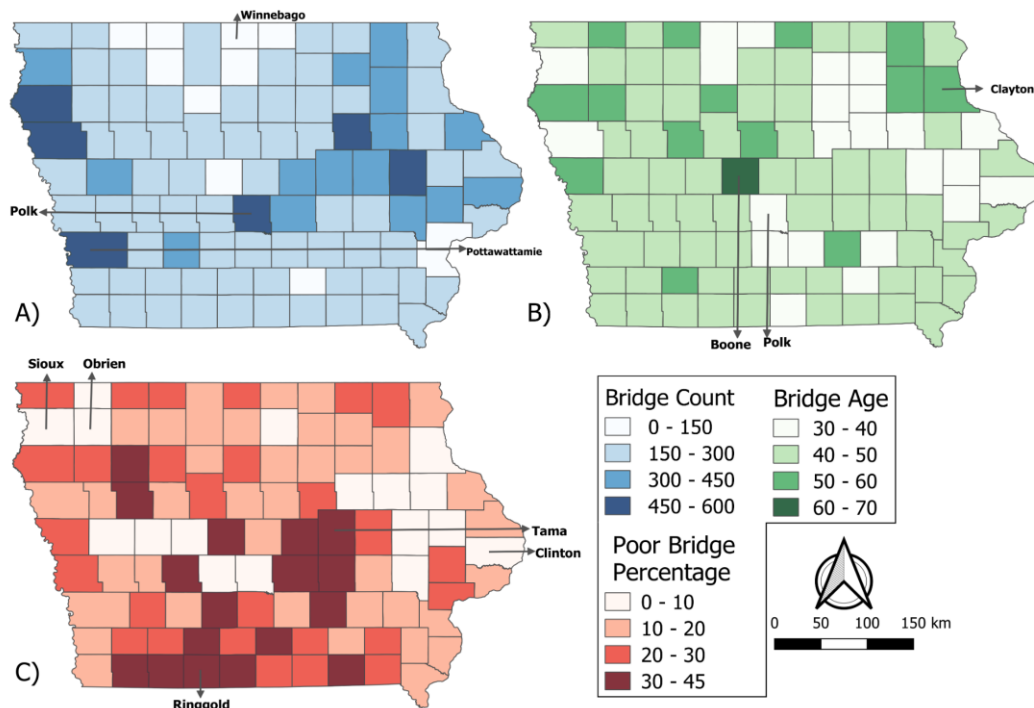 Winnebago
Polk
Pottawattamie
A)
Clayton
Boone
Polk
B)
Sioux
Obrien
Tama
Clinton
Ringgold
C)
Bridge Count
0 - 150
150 - 300
300 - 450
450 - 600
Bridge Age
30 - 40
40 - 50
50 - 60
60 - 70
Poor Bridge
Percentage
0 - 10
10 - 20
20 - 30
30 - 45
0 50 75 100 150 km